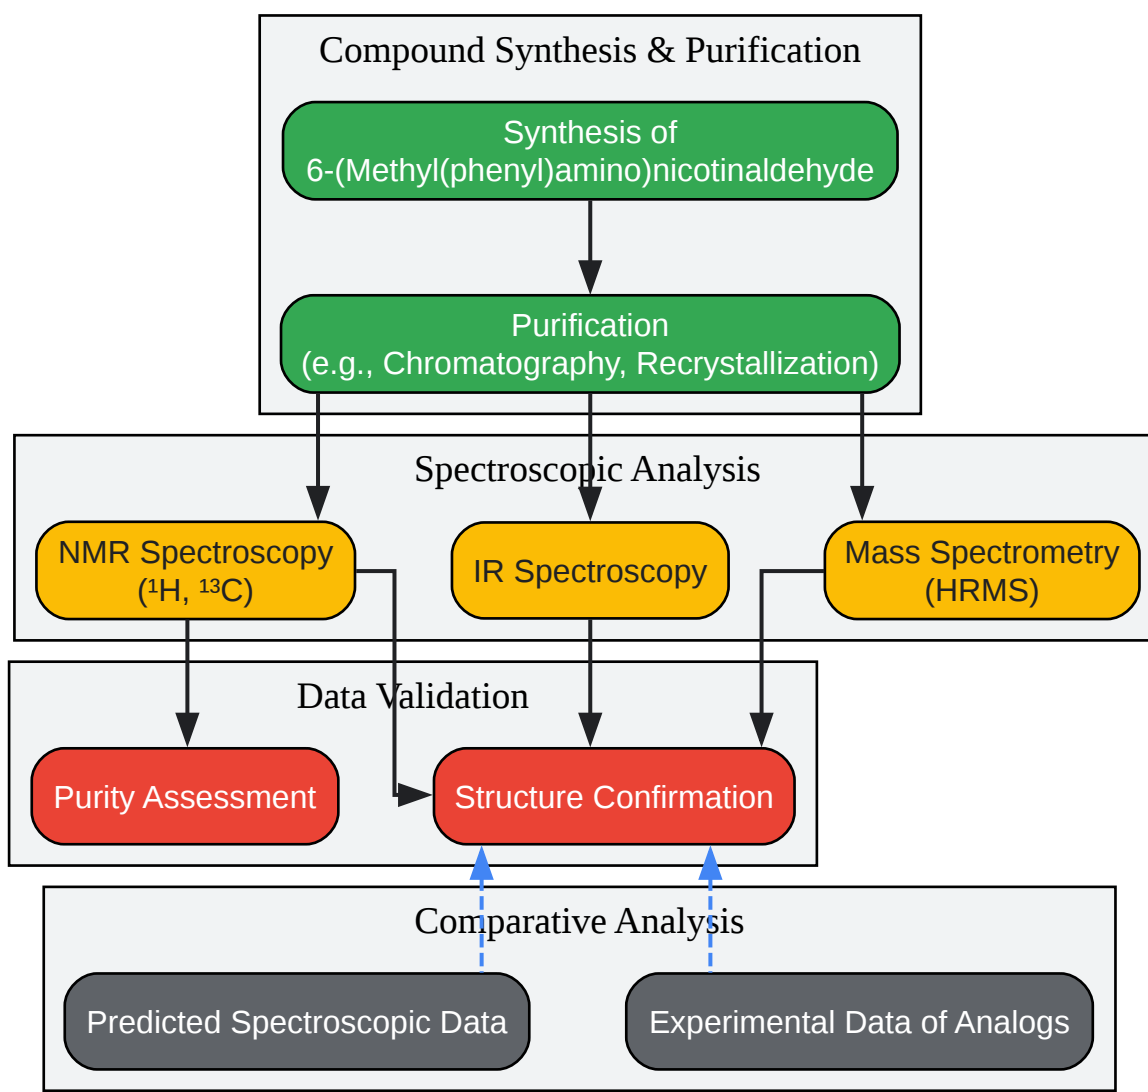 Compound Synthesis & Purification
Synthesis of
6-(Methyl(phenyl)amino)nicotinaldehyde
Purification
(e.g., Chromatography, Recrystallization)
Spectroscopic Analysis
NMR Spectroscopy
(¹H, ¹³C)
IR Spectroscopy
Mass Spectrometry
(HRMS)
Data Validation
Purity Assessment
Structure Confirmation
Comparative Analysis
Predicted Spectroscopic Data
Experimental Data of Analogs